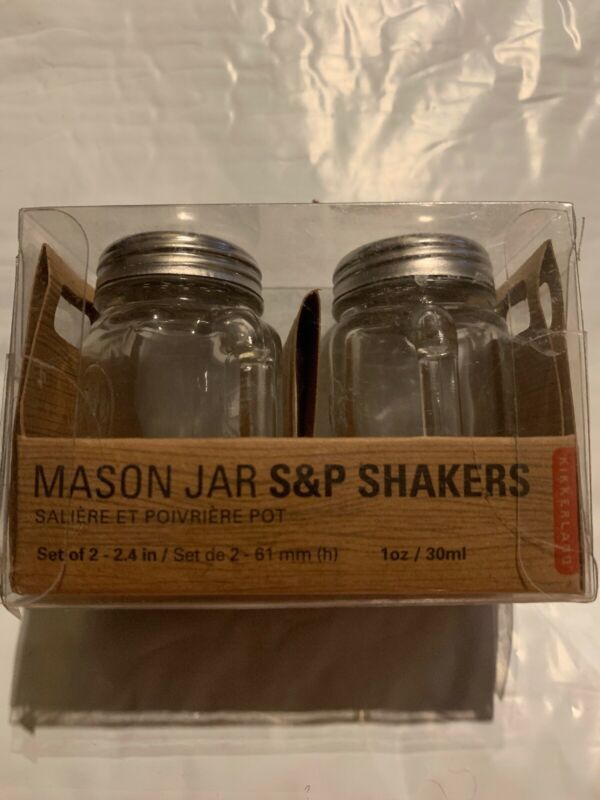 MASON JAR S&P SHAKERS
SALIÈRE ET POIVRIÈRE POT
Set of 2 - 2.4 in / Set de 2 - 61 mm (h) 1oz / 30ml
KIKKERLAND